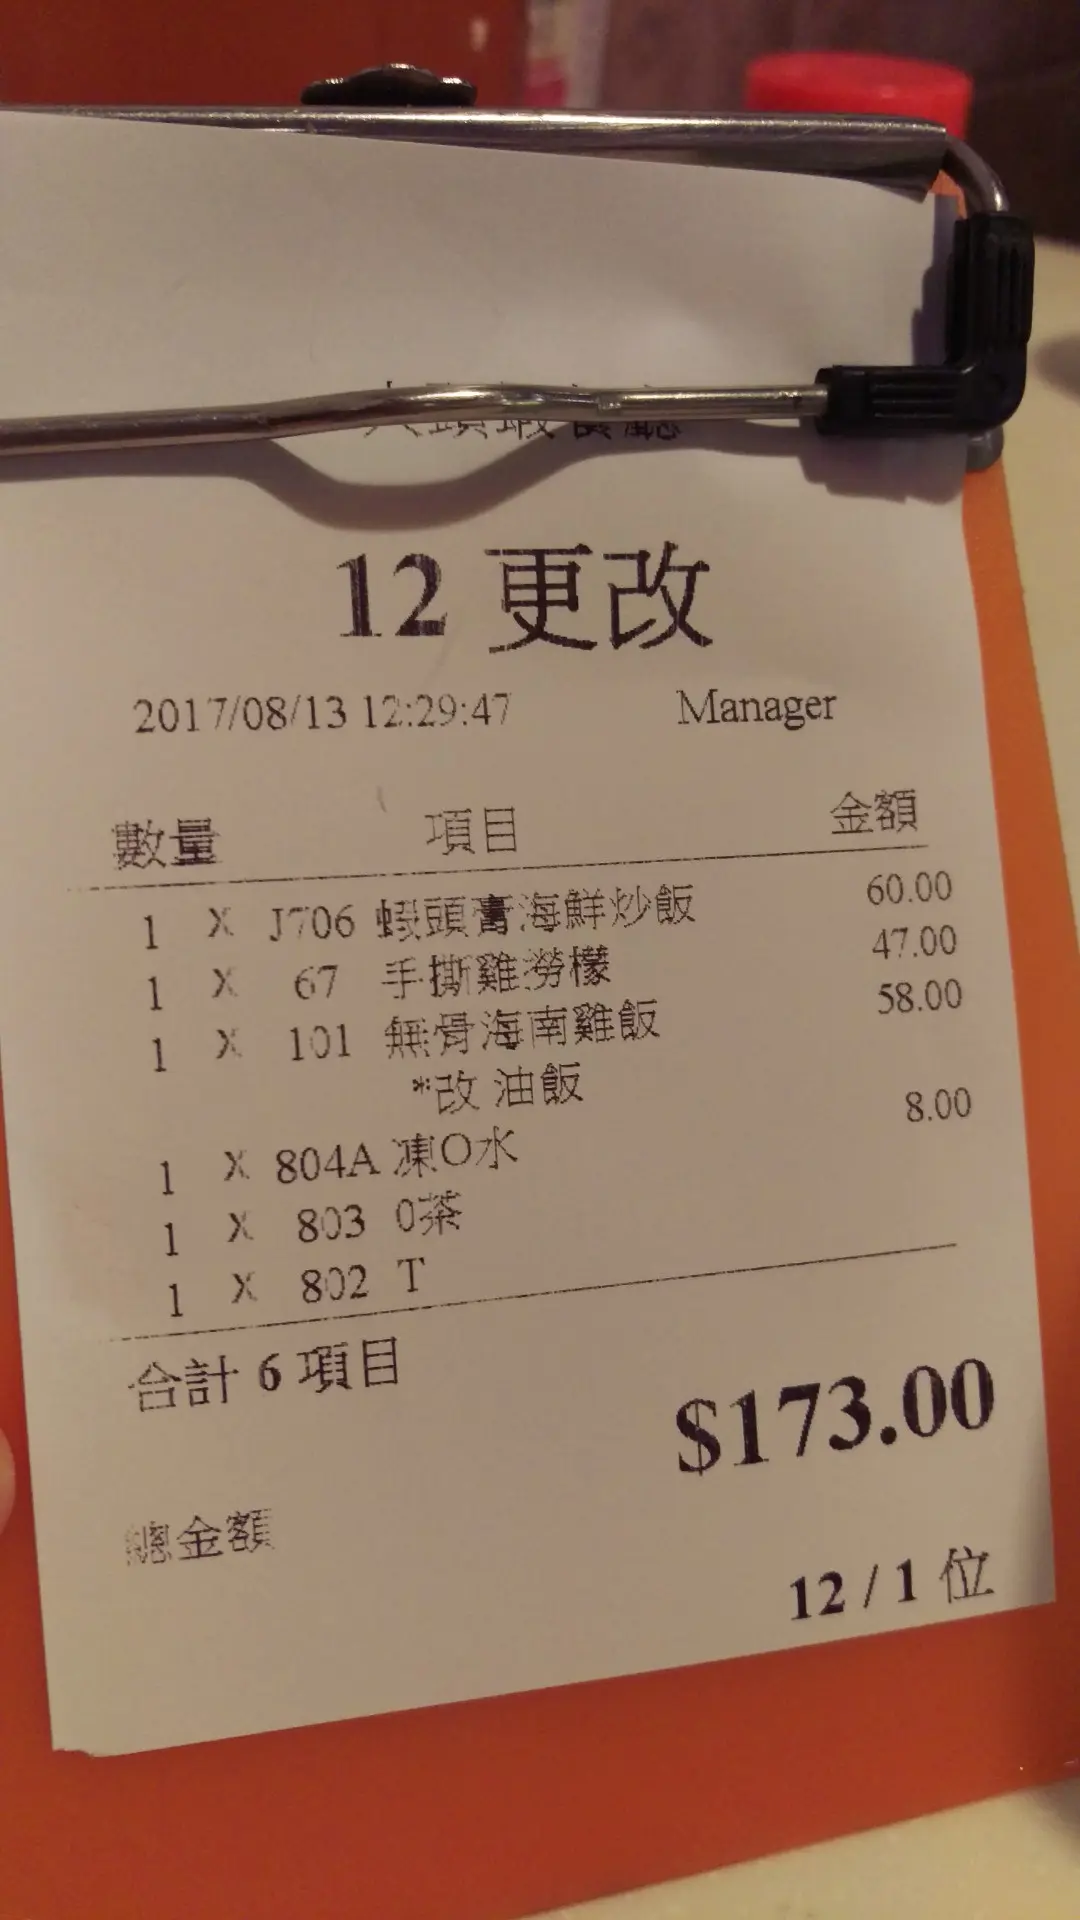 12 更改
2017/08/13 12:29:47 Manager
數量 項目 金額
1 X J706 蝦頭膏海鮮炒飯 60.00
1 X 67 手撕雞撈檬 47.00
1 X 101 無骨海南雞飯 58.00
*改 油飯
1 X 804A 凍O水 8.00
1 X 803 0茶
1 X 802 T
合計 6 項目
$173.00
總金額
12 / 1 位